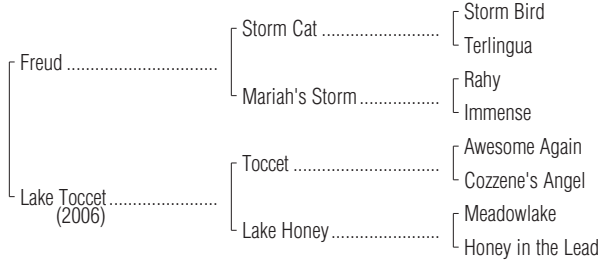 Storm Bird
Storm Cat ........................
Terlingua
Freud ................................
Rahy
Mariah's Storm.................
Immense
Awesome Again
Toccet ...............................
Cozzene's Angel
Lake Toccet.......................
(2006)
Meadowlake
Lake Honey.......................
Honey in the Lead